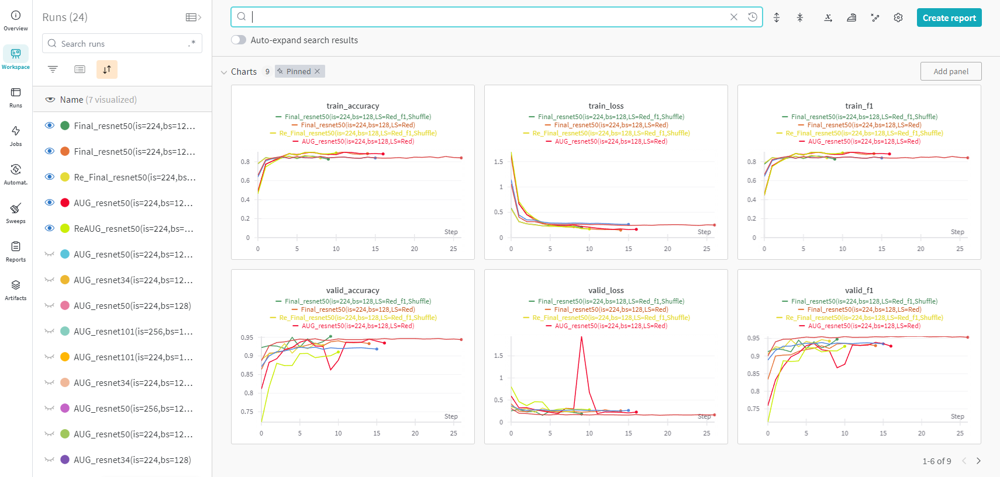 Overview
Workspace
Runs
Jobs
Automat.
Sweeps
Reports
Artifacts
Runs (24)
Search runs
.*
Name (7 visualized)
Final_resnet50(is=224,bs=12...
Final_resnet50(is=224,bs=12...
Re_Final_resnet50(is=224,bs...
AUG_resnet50(is=224,bs=12...
ReAUG_resnet50(is=224,bs=...
AUG_resnet50(is=224,bs=12...
AUG_resnet34(is=224,bs=12...
AUG_resnet50(is=224,bs=128)
AUG_resnet101(is=256,bs=1...
AUG_resnet101(is=224,bs=1...
AUG_resnet34(is=224,bs=12...
AUG_resnet50(is=256,bs=12...
AUG_resnet50(is=224,bs=12...
AUG_resnet34(is=224,bs=128)
Create report
Auto-expand search results
Charts 9 Pinned
Add panel
train_accuracy
Final_resnet50(is=224,bs=128,LS=Red_f1,Shuffle)
Final_resnet50(is=224,bs=128,LS=Red)
Re_Final_resnet50(is=224,bs=128,LS=Red_f1,Shuffle)
AUG_resnet50(is=224,bs=128,LS=Red)
0.8
0.6
0.4
0.2
0
Step
0 5 10 15 20 25
train_loss
Final_resnet50(is=224,bs=128,LS=Red_f1,Shuffle)
Final_resnet50(is=224,bs=128,LS=Red)
Re_Final_resnet50(is=224,bs=128,LS=Red_f1,Shuffle)
AUG_resnet50(is=224,bs=128,LS=Red)
1.5
1
0.5
0
Step
0 5 10 15 20 25
train_f1
Final_resnet50(is=224,bs=128,LS=Red_f1,Shuffle)
Final_resnet50(is=224,bs=128,LS=Red)
Re_Final_resnet50(is=224,bs=128,LS=Red_f1,Shuffle)
AUG_resnet50(is=224,bs=128,LS=Red)
0.8
0.6
0.4
0.2
0
Step
0 5 10 15 20 25
valid_accuracy
Final_resnet50(is=224,bs=128,LS=Red_f1,Shuffle)
Final_resnet50(is=224,bs=128,LS=Red)
Re_Final_resnet50(is=224,bs=128,LS=Red_f1,Shuffle)
AUG_resnet50(is=224,bs=128,LS=Red)
0.95
0.9
0.85
0.8
0.75
Step
0 5 10 15 20 25
valid_loss
Final_resnet50(is=224,bs=128,LS=Red_f1,Shuffle)
Final_resnet50(is=224,bs=128,LS=Red)
Re_Final_resnet50(is=224,bs=128,LS=Red_f1,Shuffle)
AUG_resnet50(is=224,bs=128,LS=Red)
1.5
1
0.5
0
Step
0 5 10 15 20 25
valid_f1
Final_resnet50(is=224,bs=128,LS=Red_f1,Shuffle)
Final_resnet50(is=224,bs=128,LS=Red)
Re_Final_resnet50(is=224,bs=128,LS=Red_f1,Shuffle)
AUG_resnet50(is=224,bs=128,LS=Red)
0.95
0.9
0.85
0.8
0.75
Step
0 5 10 15 20 25
1-6 of 9